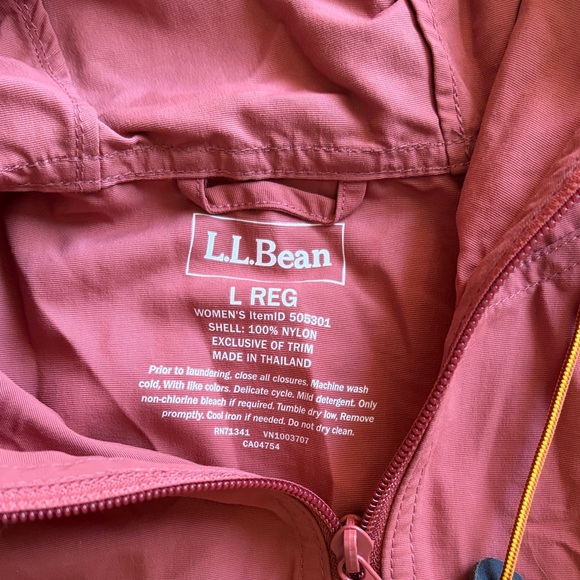 L.L.Bean
L REG
WOMEN'S ItemID 505301
SHELL: 100% NYLON
EXCLUSIVE OF TRIM
MADE IN THAILAND
Prior to laundering, close all closures. Machine wash
cold, With like colors. Delicate cycle. Mild detergent. Only
non-chlorine bleach if required. Tumble dry low, Remove
promptly. Cool iron if needed. Do not dry clean.
RN71341 VN1003707
CA04754